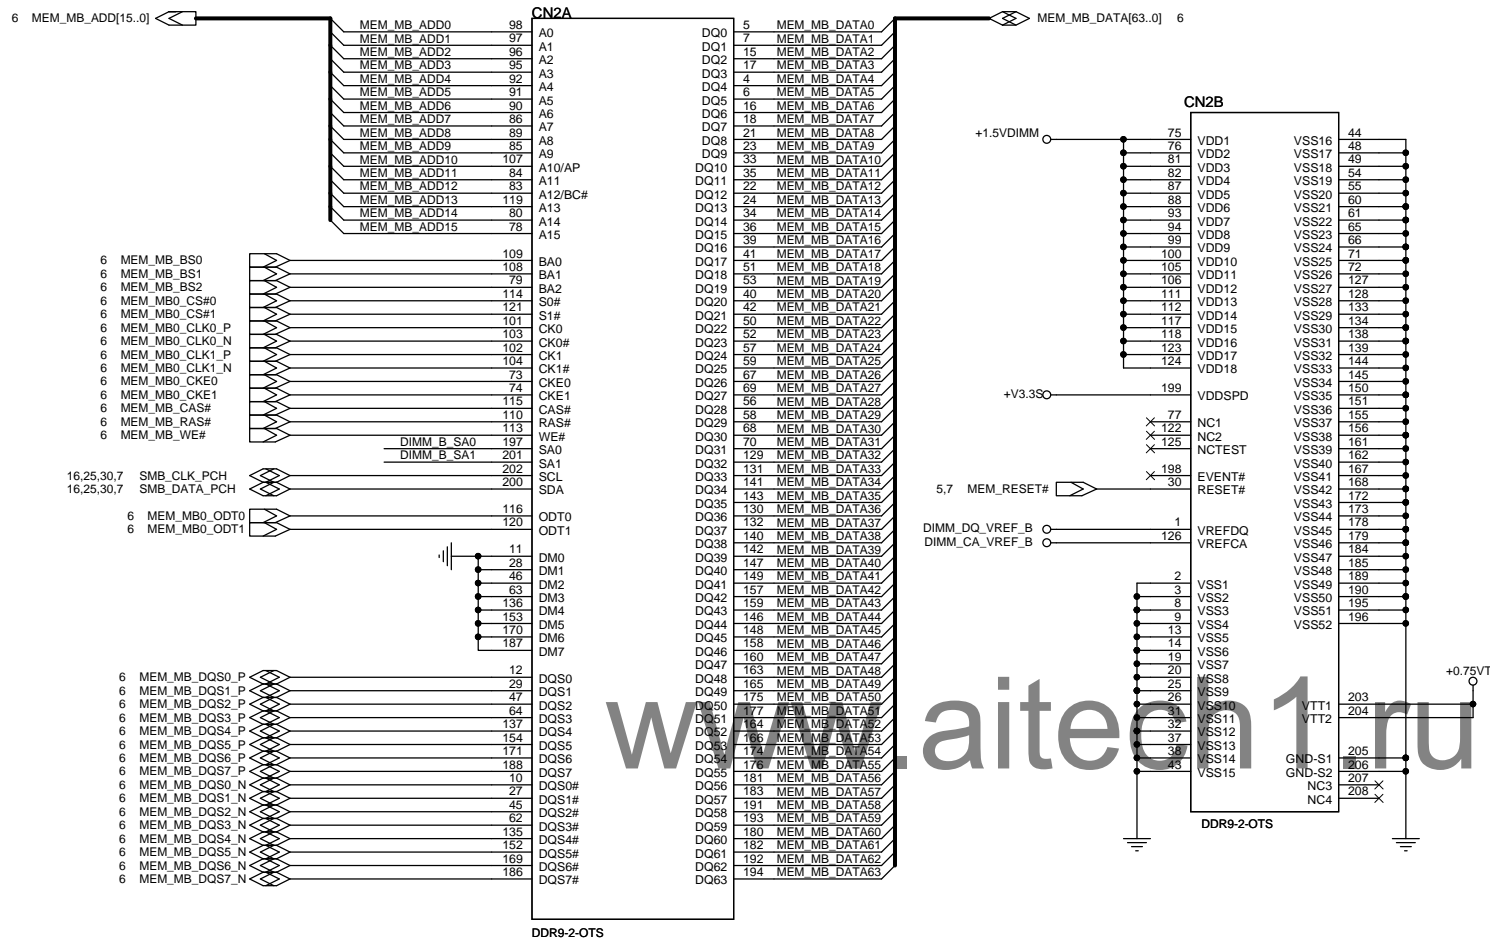 6 MEM_MB_ADD[15..0]
CN2A
MEM_MB_DATA[63..0] 6
MEM_MB_ADD0 98 A0 DQ0 5 MEM_MB_DATA0
MEM_MB_ADD1 97 A1 DQ1 7 MEM_MB_DATA1
MEM_MB_ADD2 96 A2 DQ2 15 MEM_MB_DATA2
MEM_MB_ADD3 95 A3 DQ3 17 MEM_MB_DATA3
MEM_MB_ADD4 92 A4 DQ4 4 MEM_MB_DATA4
MEM_MB_ADD5 91 A5 DQ5 6 MEM_MB_DATA5
MEM_MB_ADD6 90 A6 DQ6 16 MEM_MB_DATA6
MEM_MB_ADD7 86 A7 DQ7 18 MEM_MB_DATA7
MEM_MB_ADD8 89 A8 DQ8 21 MEM_MB_DATA8
MEM_MB_ADD9 85 A9 DQ9 23 MEM_MB_DATA9
MEM_MB_ADD10 107 A10/AP DQ10 33 MEM_MB_DATA10
MEM_MB_ADD11 84 A11 DQ11 35 MEM_MB_DATA11
MEM_MB_ADD12 83 A12/BC# DQ12 22 MEM_MB_DATA12
MEM_MB_ADD13 119 A13 DQ13 24 MEM_MB_DATA13
MEM_MB_ADD14 80 A14 DQ14 34 MEM_MB_DATA14
MEM_MB_ADD15 78 A15 DQ15 36 MEM_MB_DATA15
DQ16 39 MEM_MB_DATA16
6 MEM_MB_BS0 109 BA0 DQ17 41 MEM_MB_DATA17
6 MEM_MB_BS1 108 BA1 DQ18 51 MEM_MB_DATA18
6 MEM_MB_BS2 79 BA2 DQ19 53 MEM_MB_DATA19
6 MEM_MB0_CS#0 114 S0# DQ20 40 MEM_MB_DATA20
6 MEM_MB0_CS#1 121 S1# DQ21 42 MEM_MB_DATA21
6 MEM_MB0_CLK0_P 101 CK0 DQ22 50 MEM_MB_DATA22
6 MEM_MB0_CLK0_N 103 CK0# DQ23 52 MEM_MB_DATA23
6 MEM_MB0_CLK1_P 102 CK1 DQ24 57 MEM_MB_DATA24
6 MEM_MB0_CLK1_N 104 CK1# DQ25 59 MEM_MB_DATA25
6 MEM_MB0_CKE0 73 CKE0 DQ26 67 MEM_MB_DATA26
6 MEM_MB0_CKE1 74 CKE1 DQ27 69 MEM_MB_DATA27
6 MEM_MB_CAS# 115 CAS# DQ28 56 MEM_MB_DATA28
6 MEM_MB_RAS# 110 RAS# DQ29 58 MEM_MB_DATA29
6 MEM_MB_WE# 113 WE# DQ30 68 MEM_MB_DATA30
DIMM_B_SA0 197 SA0 DQ31 70 MEM_MB_DATA31
DIMM_B_SA1 201 SA1 DQ32 129 MEM_MB_DATA32
16,25,30,7 SMB_CLK_PCH 202 SCL DQ33 131 MEM_MB_DATA33
16,25,30,7 SMB_DATA_PCH 200 SDA DQ34 141 MEM_MB_DATA34
DQ35 143 MEM_MB_DATA35
6 MEM_MB0_ODT0 116 ODT0 DQ36 130 MEM_MB_DATA36
6 MEM_MB0_ODT1 120 ODT1 DQ37 132 MEM_MB_DATA37
DQ38 140 MEM_MB_DATA38
11 DM0 DQ39 142 MEM_MB_DATA39
28 DM1 DQ40 147 MEM_MB_DATA40
46 DM2 DQ41 149 MEM_MB_DATA41
63 DM3 DQ42 157 MEM_MB_DATA42
136 DM4 DQ43 159 MEM_MB_DATA43
153 DM5 DQ44 146 MEM_MB_DATA44
170 DM6 DQ45 148 MEM_MB_DATA45
187 DM7 DQ46 158 MEM_MB_DATA46
DQ47 160 MEM_MB_DATA47
6 MEM_MB_DQS0_P 12 DQS0 DQ48 163 MEM_MB_DATA48
6 MEM_MB_DQS1_P 29 DQS1 DQ49 165 MEM_MB_DATA49
6 MEM_MB_DQS2_P 47 DQS2 DQ50 175 MEM_MB_DATA50
6 MEM_MB_DQS3_P 64 DQS3 DQ51 177 MEM_MB_DATA51
6 MEM_MB_DQS4_P 137 DQS4 DQ52 164 MEM_MB_DATA52
6 MEM_MB_DQS5_P 154 DQS5 DQ53 166 MEM_MB_DATA53
6 MEM_MB_DQS6_P 171 DQS6 DQ54 174 MEM_MB_DATA54
6 MEM_MB_DQS7_P 188 DQS7 DQ55 176 MEM_MB_DATA55
6 MEM_MB_DQS0_N 10 DQS0# DQ56 181 MEM_MB_DATA56
6 MEM_MB_DQS1_N 27 DQS1# DQ57 183 MEM_MB_DATA57
6 MEM_MB_DQS2_N 45 DQS2# DQ58 191 MEM_MB_DATA58
6 MEM_MB_DQS3_N 62 DQS3# DQ59 193 MEM_MB_DATA59
6 MEM_MB_DQS4_N 135 DQS4# DQ60 180 MEM_MB_DATA60
6 MEM_MB_DQS5_N 152 DQS5# DQ61 182 MEM_MB_DATA61
6 MEM_MB_DQS6_N 169 DQS6# DQ62 192 MEM_MB_DATA62
6 MEM_MB_DQS7_N 186 DQS7# DQ63 194 MEM_MB_DATA63
DDR9-2-OTS
CN2B
+1.5VDIMM 75 VDD1 VSS16 44
76 VDD2 VSS17 48
81 VDD3 VSS18 49
82 VDD4 VSS19 54
87 VDD5 VSS20 55
88 VDD6 VSS21 60
93 VDD7 VSS22 61
94 VDD8 VSS23 65
99 VDD9 VSS24 66
100 VDD10 VSS25 71
105 VDD11 VSS26 72
106 VDD12 VSS27 127
111 VDD13 VSS28 128
112 VDD14 VSS29 133
117 VDD15 VSS30 134
118 VDD16 VSS31 138
123 VDD17 VSS32 139
124 VDD18 VSS33 144
VSS34 145
+V3.3S 199 VDDSPD VSS35 150
VSS36 151
77 NC1 VSS37 155
122 NC2 VSS38 156
125 NCTEST VSS39 161
VSS40 162
198 EVENT# VSS41 167
5,7 MEM_RESET# 30 RESET# VSS42 168
VSS43 172
VSS44 173
DIMM_DQ_VREF_B 1 VREFDQ VSS45 178
DIMM_CA_VREF_B 126 VREFCA VSS46 179
VSS47 184
VSS48 185
2 VSS1 VSS49 189
3 VSS2 VSS50 190
8 VSS3 VSS51 195
9 VSS4 VSS52 196
13 VSS5
14 VSS6
19 VSS7
20 VSS8
25 VSS9
+0.75VT
26 VSS10 VTT1 203
31 VSS11 VTT2 204
32 VSS12
37 VSS13
38 VSS14 GND-S1 205
43 VSS15 GND-S2 206
NC3 207
NC4 208
DDR9-2-OTS
www.aitech1.ru